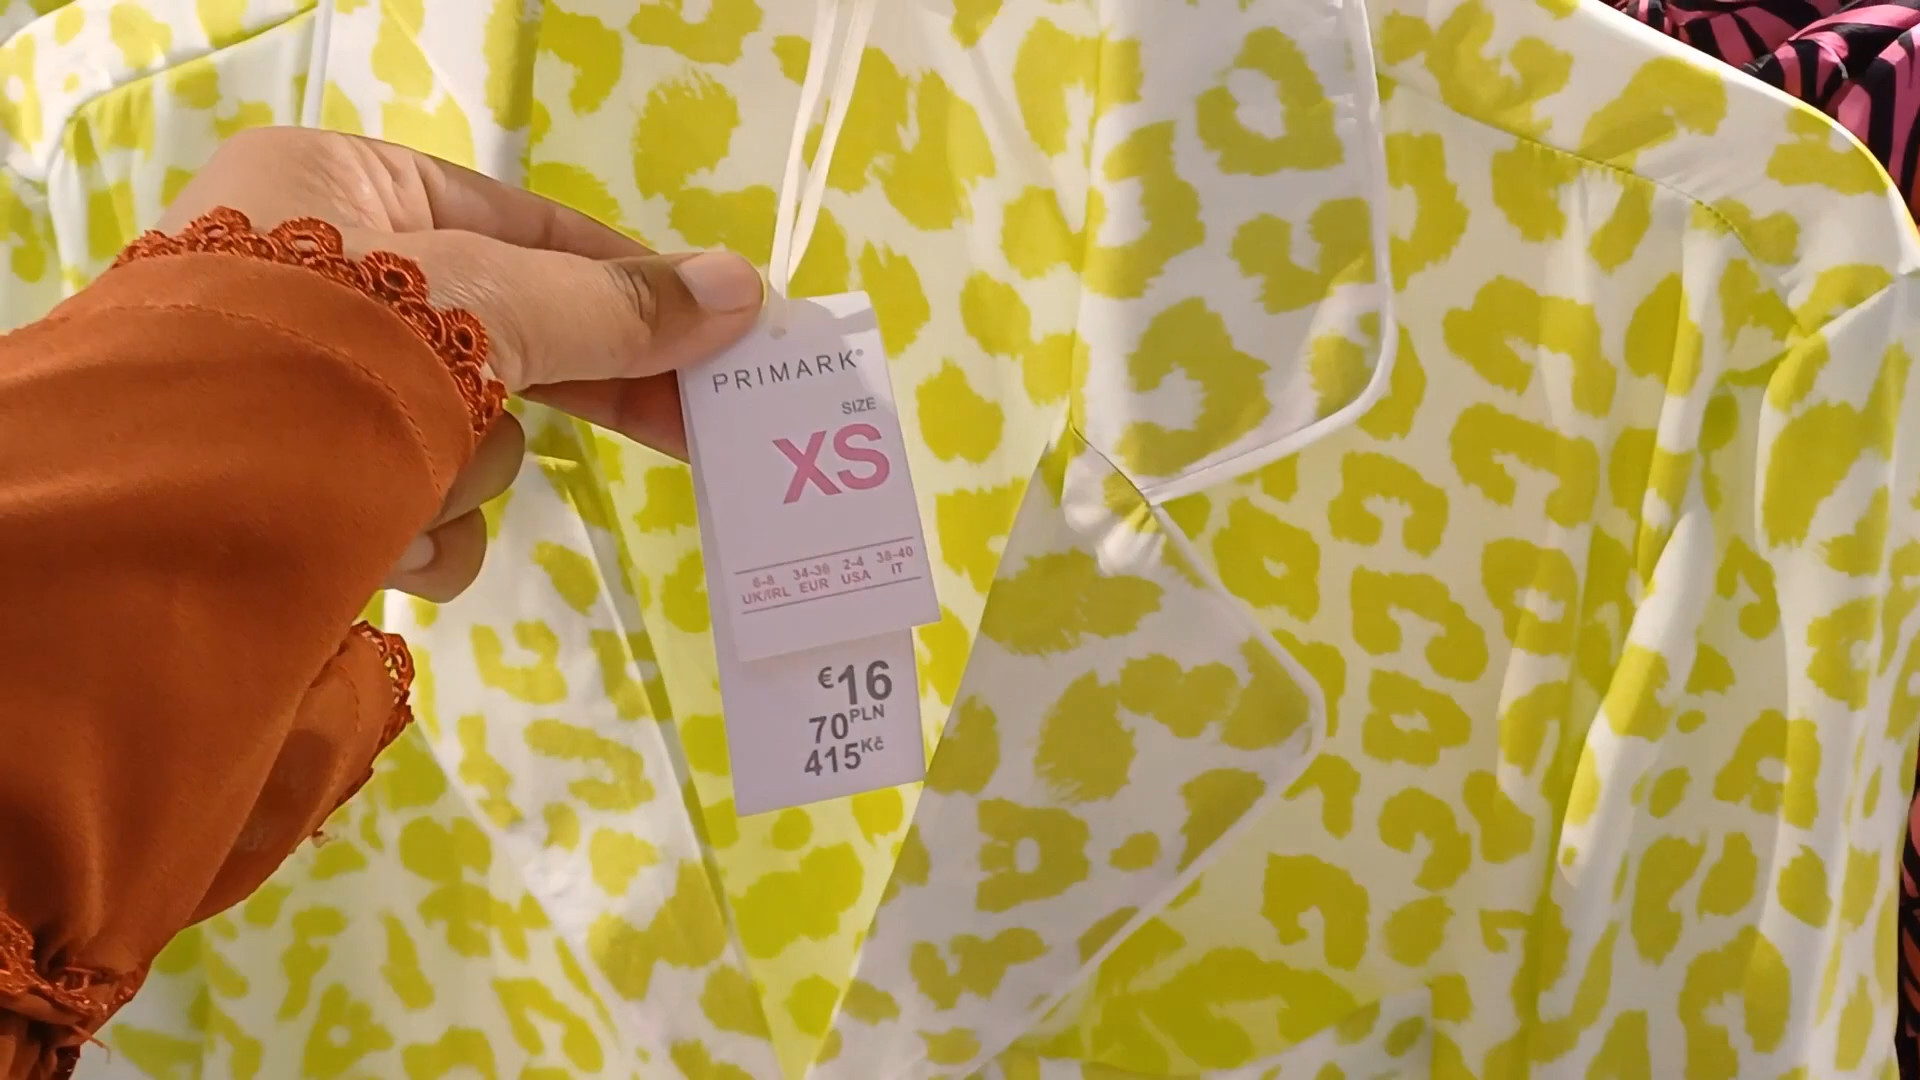 PRIMARK®
SIZE
XS
6-8 34-36 2-4 38-40
UK/IRL EUR USA IT
€16
70PLN
415Kč